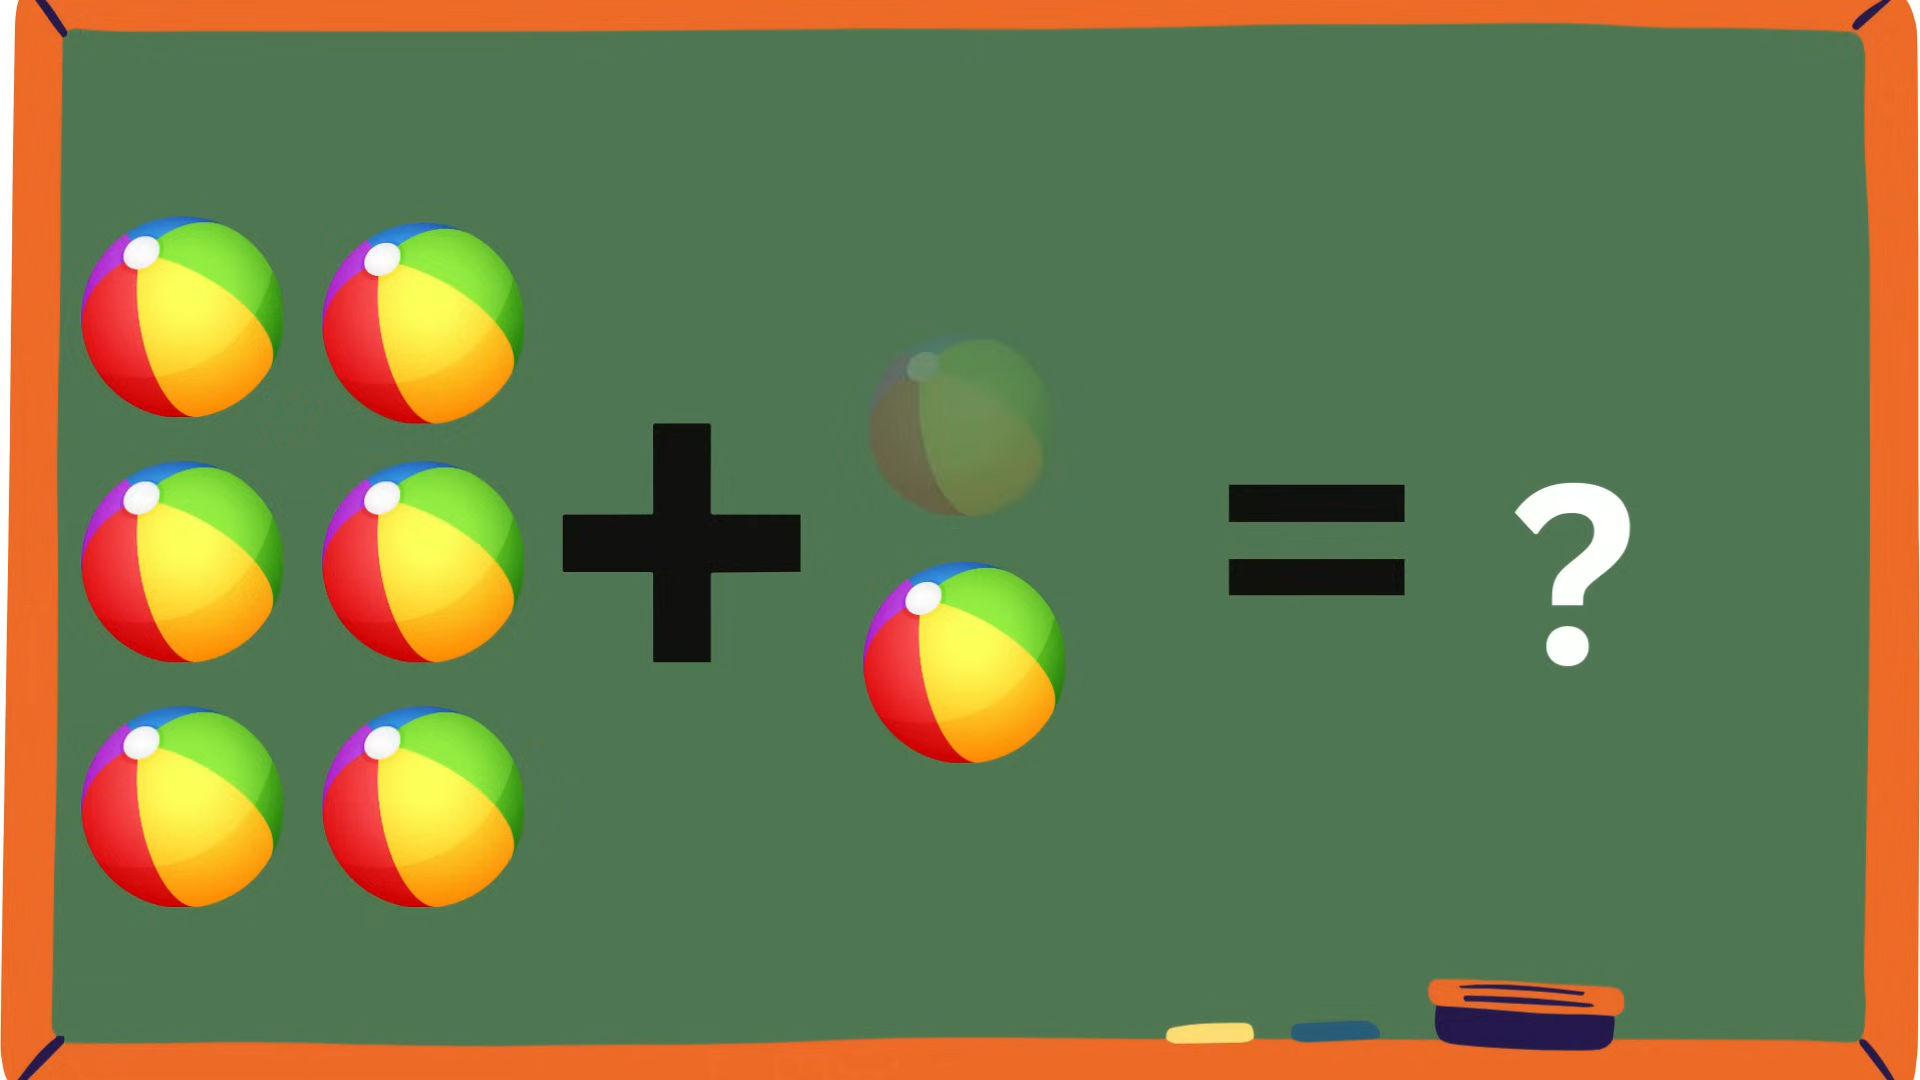 + = ?